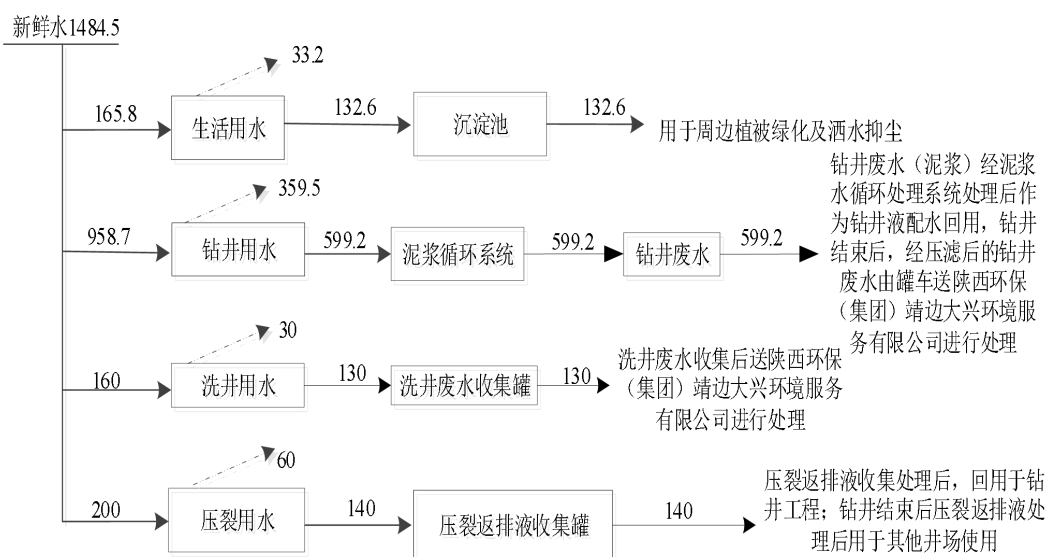 新鲜水1484.5
33.2
165.8
生活用水
132.6
沉淀池
132.6
用于周边植被绿化及洒水抑尘
359.5
958.7
钻井用水
599.2
泥浆循环系统
599.2
钻井废水
599.2
钻井废水（泥浆）经泥浆
水循环处理系统处理后作
为钻井液配水回用，钻井
结束后，经压滤后的钻井
废水由罐车送陕西环保
（集团）靖边大兴环境服
务有限公司进行处理
30
160
洗井用水
130
洗井废水收集罐
130
洗井废水收集后送陕西环保
（集团）靖边大兴环境服务
有限公司进行处理
60
200
压裂用水
140
压裂返排液收集罐
140
压裂返排液收集处理后，回用于钻
井工程；钻井结束后压裂返排液处
理后用于其他井场使用